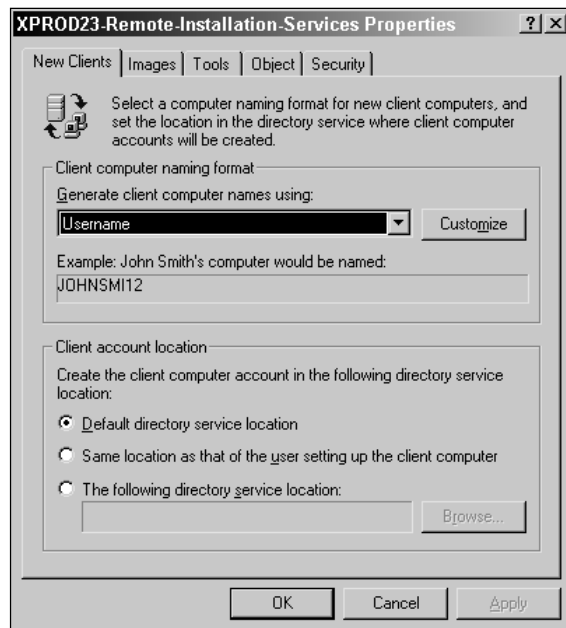 XPROD23-Remote-Installation-Services Properties
New Clients
Images
Tools
Object
Security
Select a computer naming format for new client computers, and
set the location in the directory service where client computer
accounts will be created.
Client computer naming format
Generate client computer names using:
Username
Customize
Example: John Smith's computer would be named:
JOHNSMI12
Client account location
Create the client computer account in the following directory service
location:
Default directory service location
Same location as that of the user setting up the client computer
The following directory service location:
Browse...
OK
Cancel
Apply